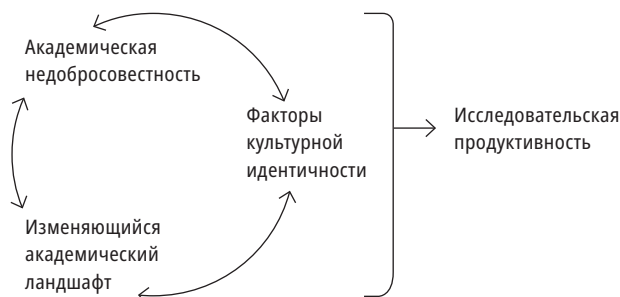 Академическая
недобросовестность
Факторы
культурной
идентичности
Исследовательская
продуктивность
Изменяющийся
академический
ландшафт